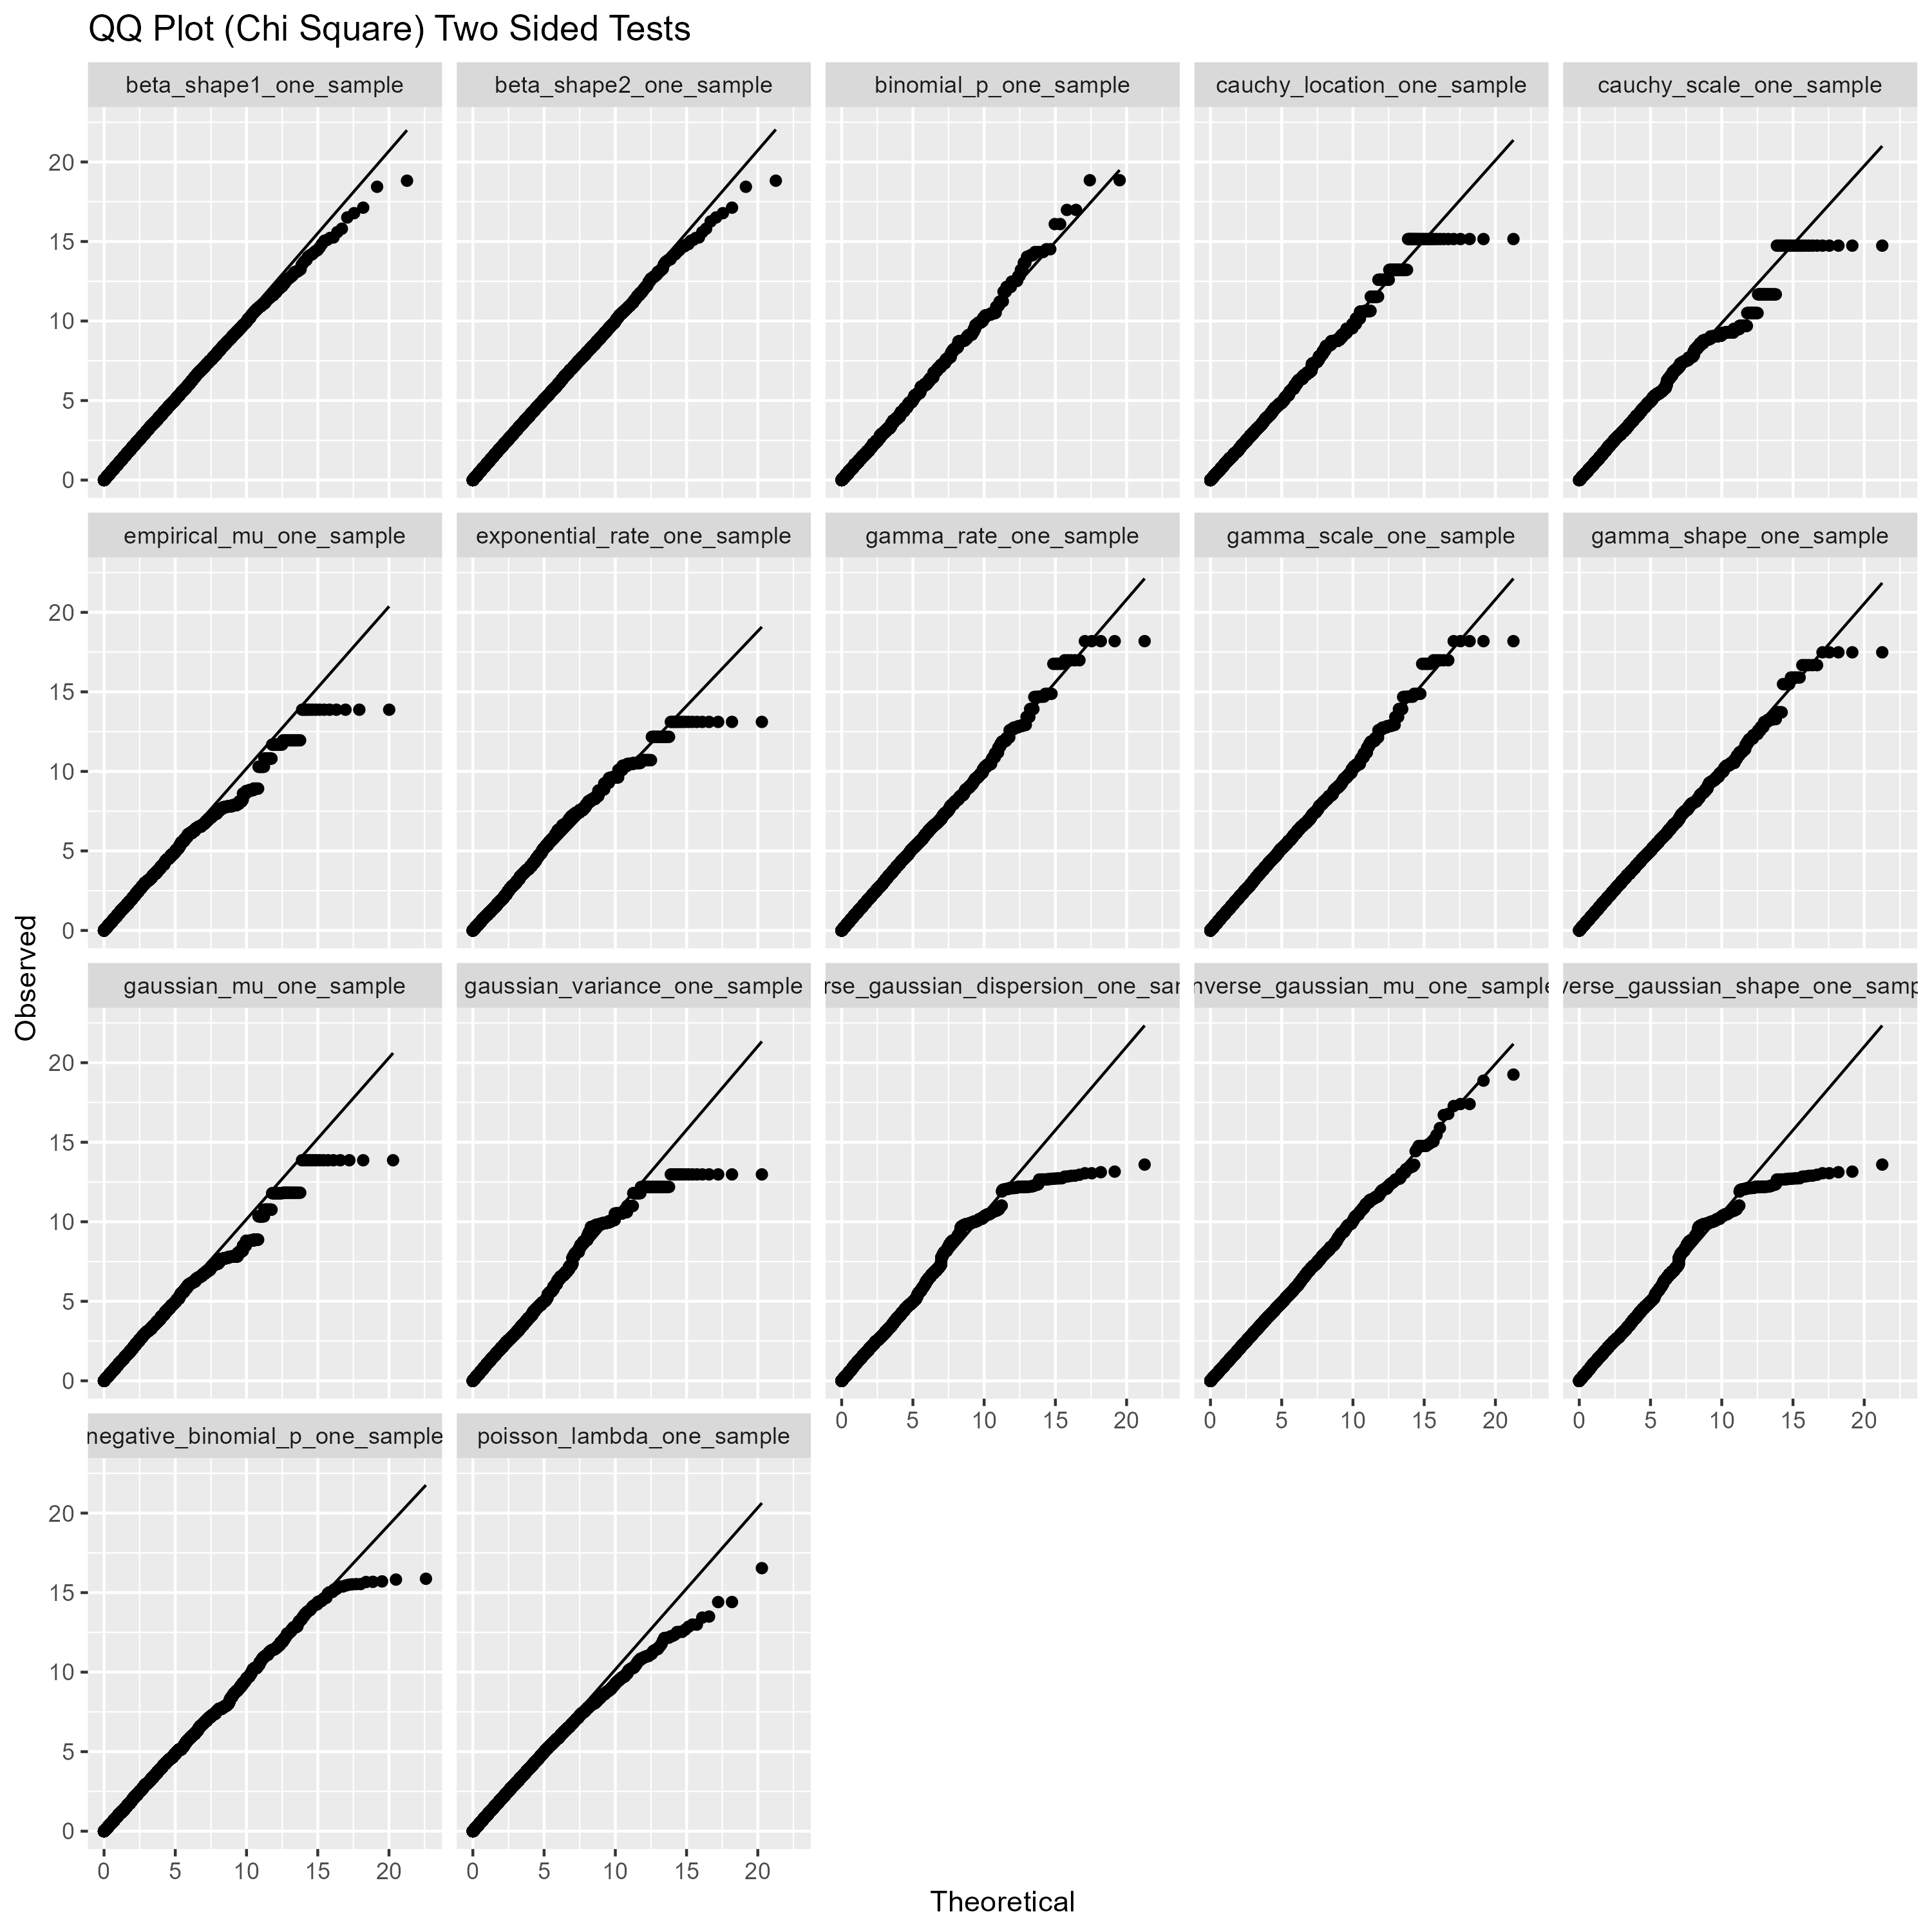 QQ Plot (Chi Square) Two Sided Tests
beta_shape1_one_sample beta_shape2_one_sample binomial_p_one_sample cauchy_location_one_sample cauchy_scale_one_sample
20
15
10
5
0
empirical_mu_one_sample exponential_rate_one_sample gamma_rate_one_sample gamma_scale_one_sample gamma_shape_one_sample
20
15
10
5
0
gaussian_mu_one_sample gaussian_variance_one_sample rse_gaussian_dispersion_one_sar nverse_gaussian_mu_one_sample verse_gaussian_shape_one_samp
20
15
10
5
0
0 5 10 15 20 0 5 10 15 20 0 5 10 15 20
negative_binomial_p_one_sample poisson_lambda_one_sample
20
15
10
5
0
0 5 10 15 20 0 5 10 15 20
Observed
Theoretical